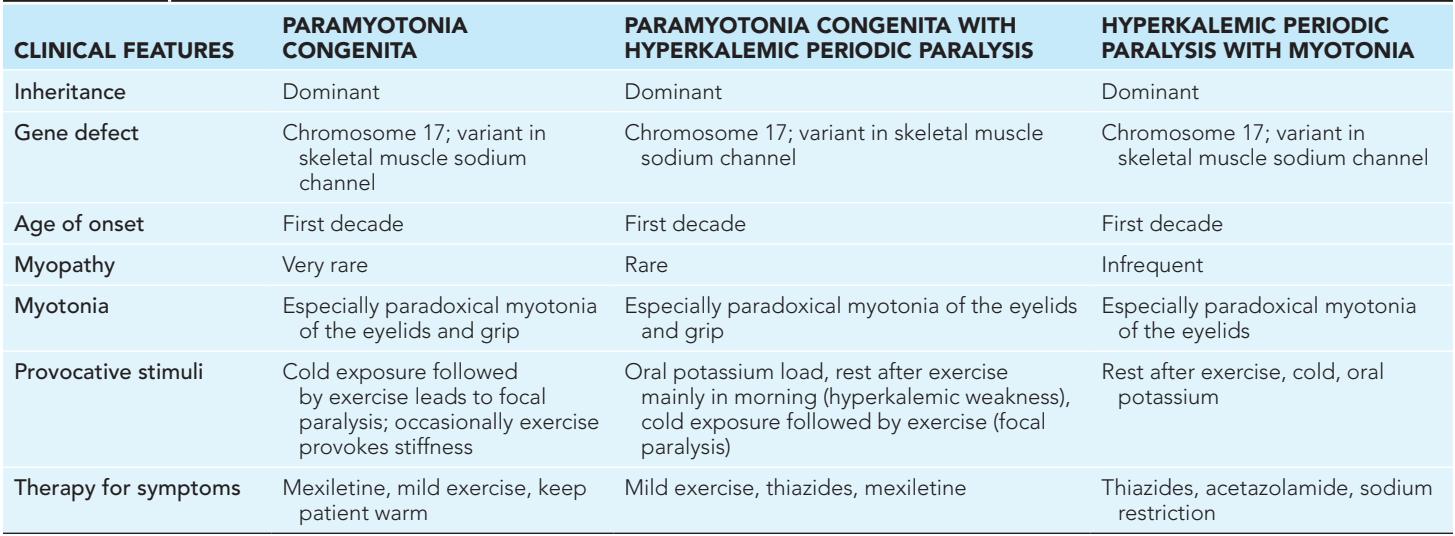 CLINICAL FEATURES
PARAMYOTONIA
CONGENITA
PARAMYOTONIA CONGENITA WITH
HYPERKALEMIC PERIODIC PARALYSIS
HYPERKALEMIC PERIODIC
PARALYSIS WITH MYOTONIA
Inheritance
Dominant
Dominant
Dominant
Gene defect
Chromosome 17; variant in
skeletal muscle sodium
channel
Chromosome 17; variant in skeletal muscle
sodium channel
Chromosome 17; variant in
skeletal muscle sodium channel
Age of onset
First decade
First decade
First decade
Myopathy
Very rare
Rare
Infrequent
Myotonia
Especially paradoxical myotonia
of the eyelids and grip
Especially paradoxical myotonia of the eyelids
and grip
Especially paradoxical myotonia
of the eyelids
Provocative stimuli
Cold exposure followed
by exercise leads to focal
paralysis; occasionally exercise
provokes stiffness
Oral potassium load, rest after exercise
mainly in morning (hyperkalemic weakness),
cold exposure followed by exercise (focal
paralysis)
Rest after exercise, cold, oral
potassium
Therapy for symptoms
Mexiletine, mild exercise, keep
patient warm
Mild exercise, thiazides, mexiletine
Thiazides, acetazolamide, sodium
restriction